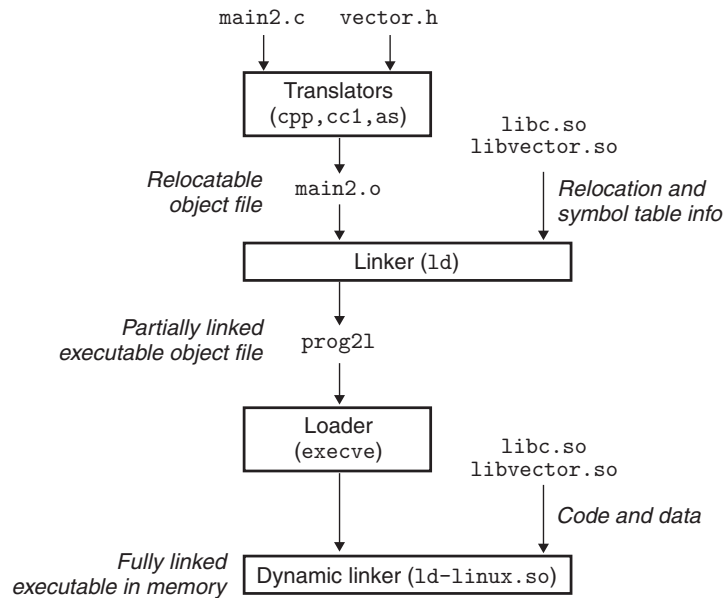 main2.c vector.h
Translators
(cpp,cc1,as)
libc.so
libvector.so
Relocatable
object file
main2.o
Relocation and
symbol table info
Linker (ld)
Partially linked
executable object file
prog2l
Loader
(execve)
libc.so
libvector.so
Code and data
Fully linked
executable in memory
Dynamic linker (ld-linux.so)